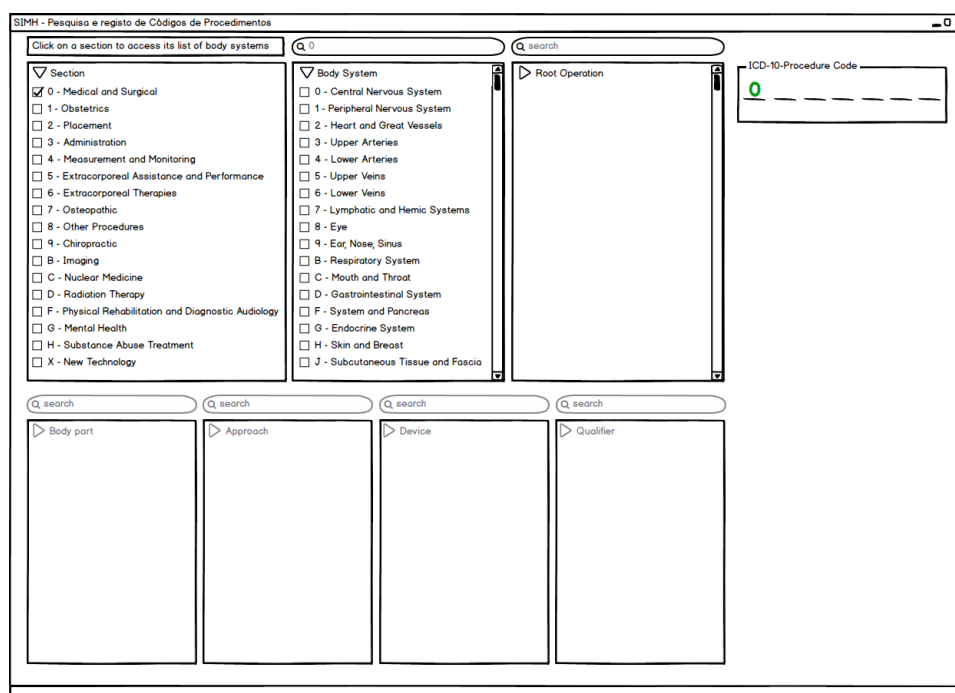 SIMH - Pesquisa e registo de Códigos de Procedimentos
Click on a section to access its list of body systems
0
search
Section
0 - Medical and Surgical
1 - Obstetrics
2 - Placement
3 - Administration
4 - Measurement and Monitoring
5 - Extracorporeal Assistance and Performance
6 - Extracorporeal Therapies
7 - Osteopathic
8 - Other Procedures
9 - Chiropractic
B - Imaging
C - Nuclear Medicine
D - Radiation Therapy
F - Physical Rehabilitation and Diagnostic Audiology
G - Mental Health
H - Substance Abuse Treatment
X - New Technology
Body System
0 - Central Nervous System
1 - Peripheral Nervous System
2 - Heart and Great Vessels
3 - Upper Arteries
4 - Lower Arteries
5 - Upper Veins
6 - Lower Veins
7 - Lymphatic and Hemic Systems
8 - Eye
9 - Ear, Nose, Sinus
B - Respiratory System
C - Mouth and Throat
D - Gastrointestinal System
F - System and Pancreas
G - Endocrine System
H - Skin and Breast
J - Subcutaneous Tissue and Fascia
Root Operation
ICD-10-Procedure Code
0
search
search
search
search
Body part
Approach
Device
Qualifier